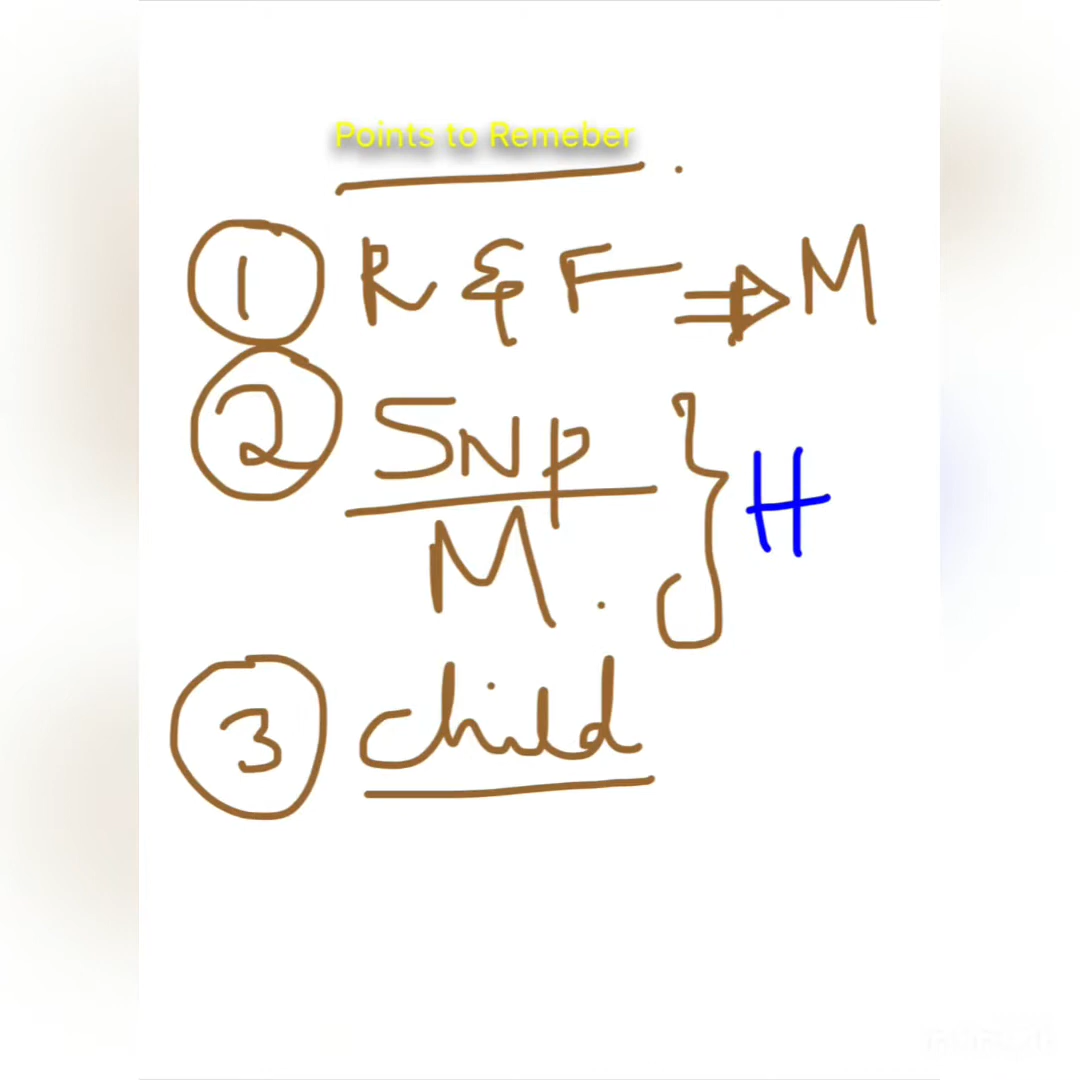 Points to Remeber
1 R & F ⇒ M
2 SNP } H
M.
3 Child